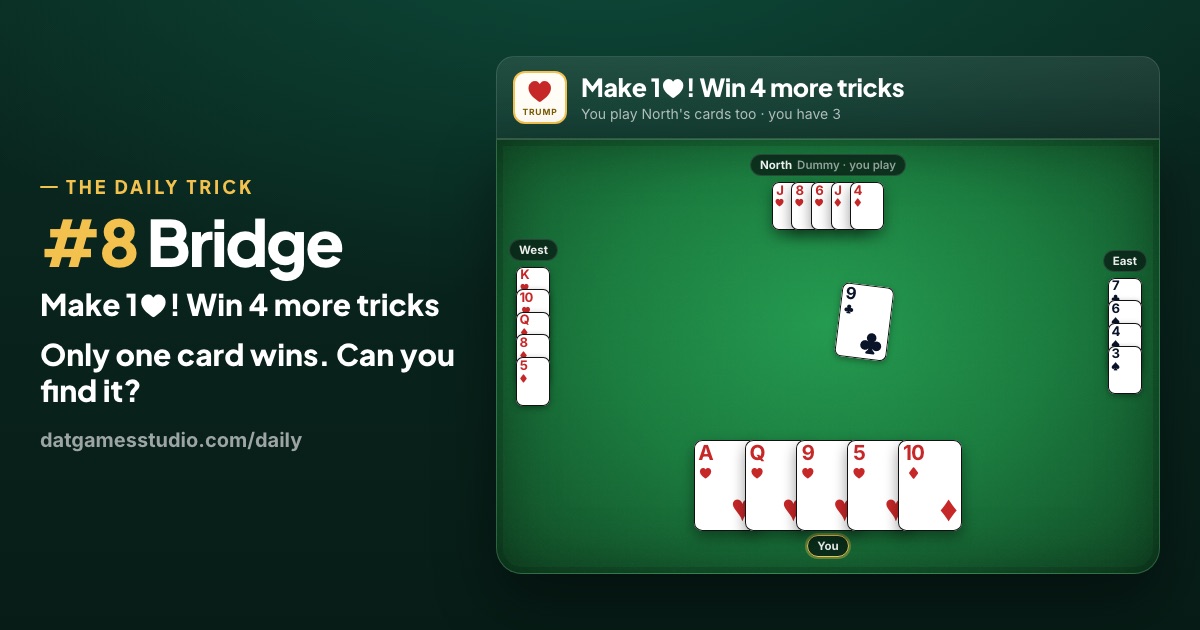 — THE DAILY TRICK
#8 Bridge
Make 1♥! Win 4 more tricks
Only one card wins. Can you
find it?
datgamesstudio.com/daily
TRUMP
Make 1♥! Win 4 more tricks
You play North's cards too · you have 3
North Dummy · you play
J 8 6 J 4
West
K
10
Q
8
5
East
7
6
4
3
9
A Q 9 5 10
You